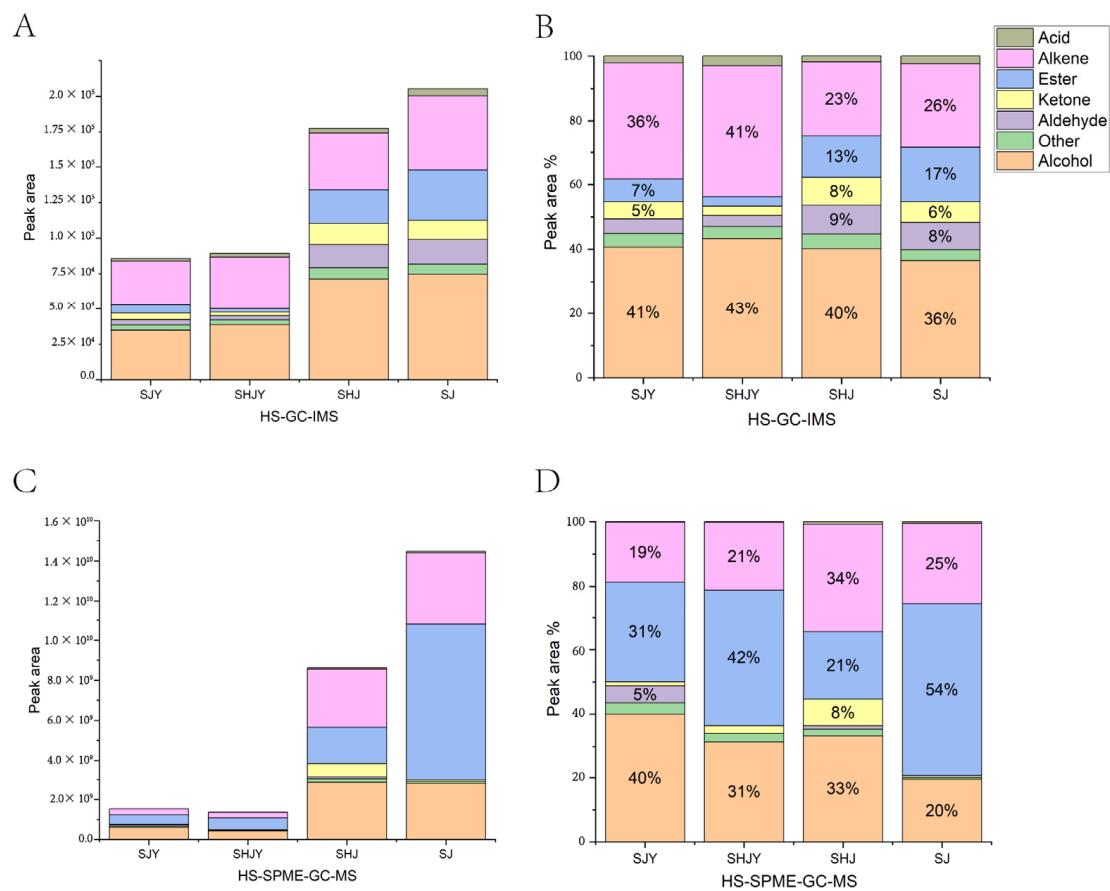 A
Peak area
2.0 × 10⁵
1.75× 10⁵
1.5× 10⁵
1.25× 10⁵
1.0× 10⁵
7.5× 10⁴
5.0× 10⁴
2.5× 10⁴
0.0
SJY SHJY SHJ SJ
HS-GC-IMS
B
Peak area %
100
80
60
40
20
0
36% 41% 23% 26%
7% 13% 17%
5% 8% 6%
9% 8%
41% 43% 40% 36%
SJY SHJY SHJ SJ
HS-GC-IMS
Acid
Alkene
Ester
Ketone
Aldehyde
Other
Alcohol
C
Peak area
1.6 × 10¹⁰
1.4 × 10¹⁰
1.2 × 10¹⁰
1.0 × 10¹⁰
8.0 × 10⁹
6.0 × 10⁹
4.0 × 10⁹
2.0 × 10⁹
0.0
SJY SHJY SHJ SJ
HS-SPME-GC-MS
D
Peak area %
100
80
60
40
20
0
19% 21% 34% 25%
31% 42% 21% 54%
8%
5%
40% 31% 33% 20%
SJY SHJY SHJ SJ
HS-SPME-GC-MS